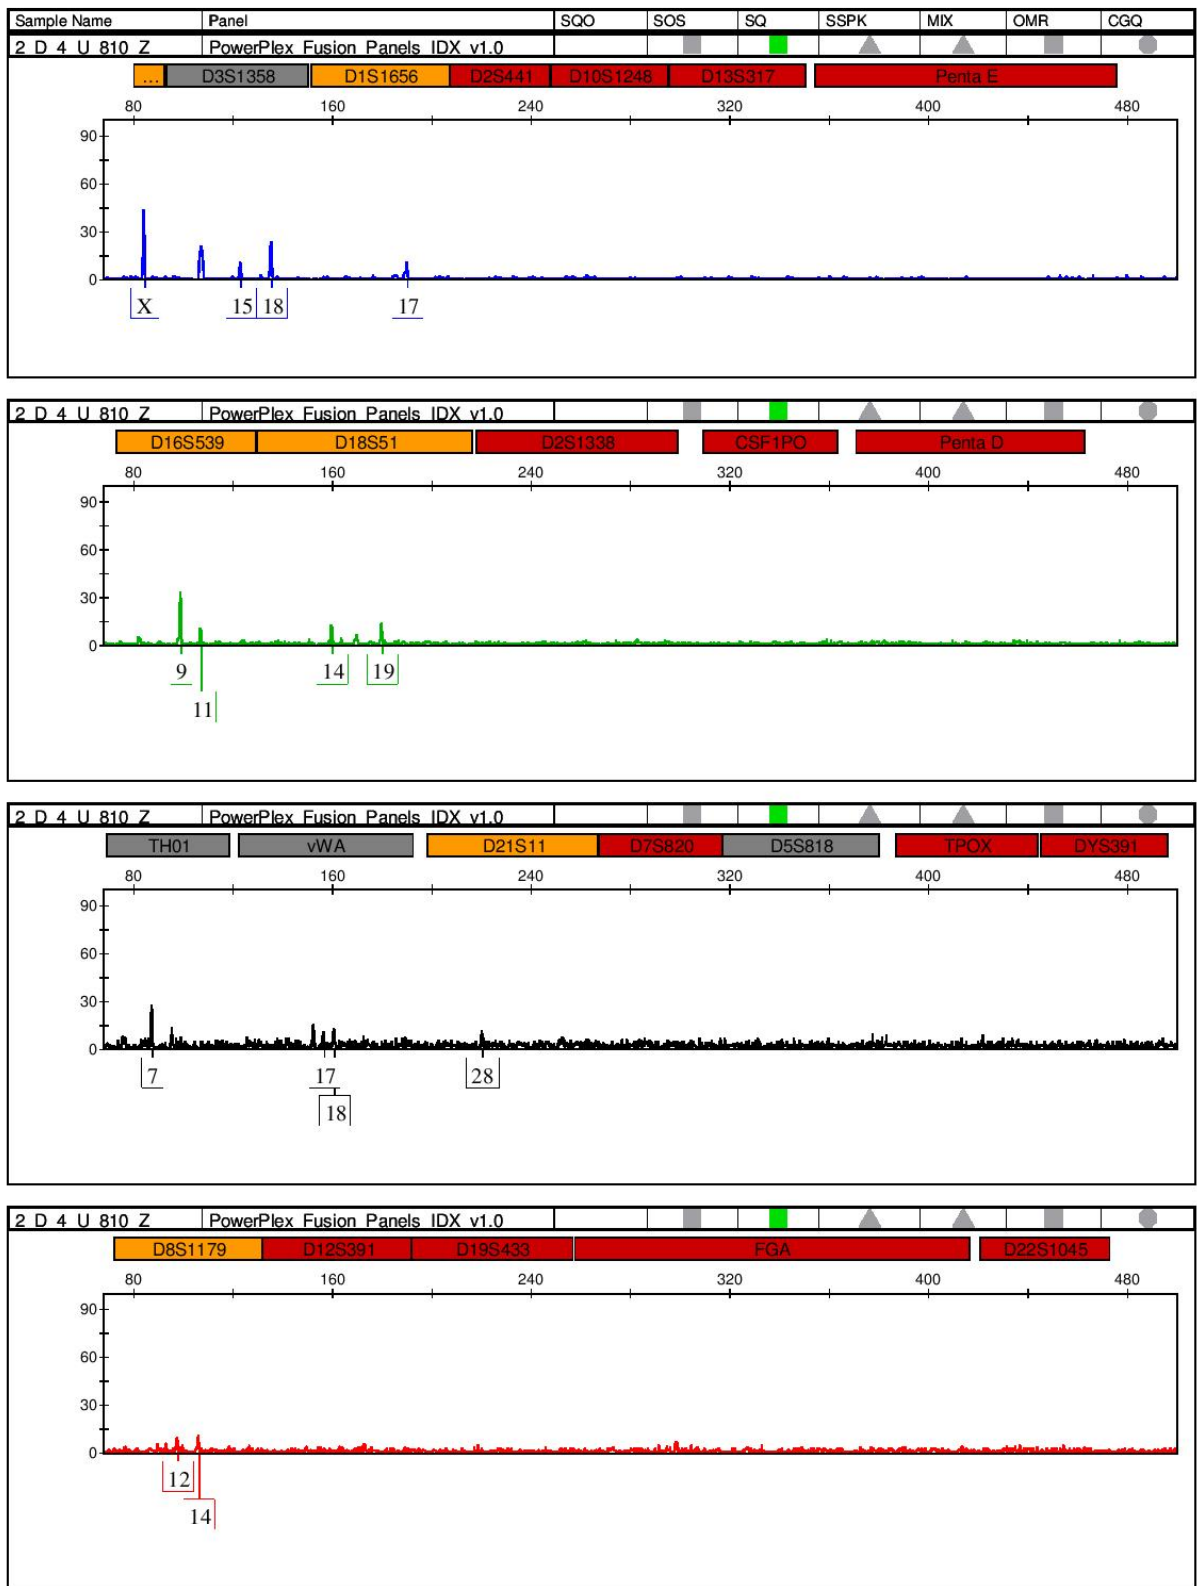 Sample Name Panel SQO SOS SQ SSPK MIX OMR CGQ
2 D 4 U 810 Z PowerPlex Fusion Panels IDX v1.0
... D3S1358 D1S1656 D2S441 D10S1248 D13S317 Penta E
80 160 240 320 400 480
90
60
30
0
X 15 18 17
2 D 4 U 810 Z PowerPlex Fusion Panels IDX v1.0
D16S539 D18S51 D2S1338 CSF1PO Penta D
80 160 240 320 400 480
90
60
30
0
9 14 19
11
2 D 4 U 810 Z PowerPlex Fusion Panels IDX v1.0
TH01 vWA D21S11 D7S820 D5S818 TPOX DYS391
80 160 240 320 400 480
90
60
30
0
7 17 28
18
2 D 4 U 810 Z PowerPlex Fusion Panels IDX v1.0
D8S1179 D12S391 D19S433 FGA D22S1045
80 160 240 320 400 480
90
60
30
0
12
14